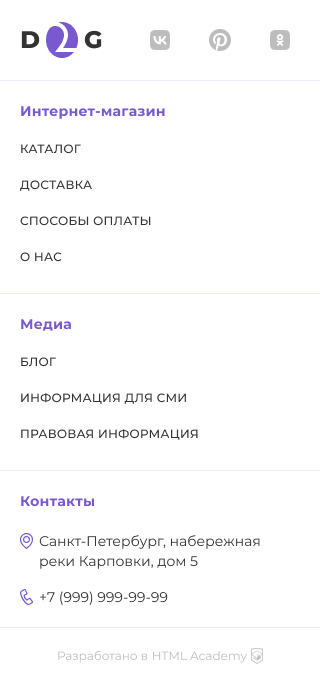 D2G
Интернет-магазин
КАТАЛОГ
ДОСТАВКА
СПОСОБЫ ОПЛАТЫ
О НАС
Медиа
БЛОГ
ИНФОРМАЦИЯ ДЛЯ СМИ
ПРАВОВАЯ ИНФОРМАЦИЯ
Контакты
Санкт-Петербург, набережная
реки Карповки, дом 5
+7 (999) 999-99-99
Разработано в HTML Academy